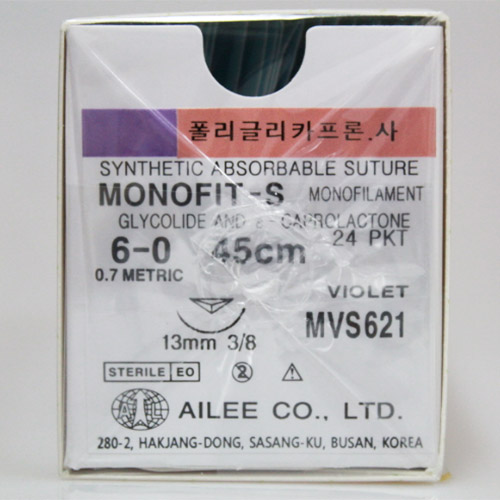 폴리글리카프론.사
SYNTHETIC ABSORBABLE SUTURE
MONOFIT-S MONOFILAMENT
GLYCOLIDE AND ε - CAPROLACTONE
6-0 45cm 24 PKT
0.7 METRIC
VIOLET
13mm 3/8 MVS621
STERILE EO 2
AILEE CO., LTD.
280-2, HAKJANG-DONG, SASANG-KU, BUSAN, KOREA